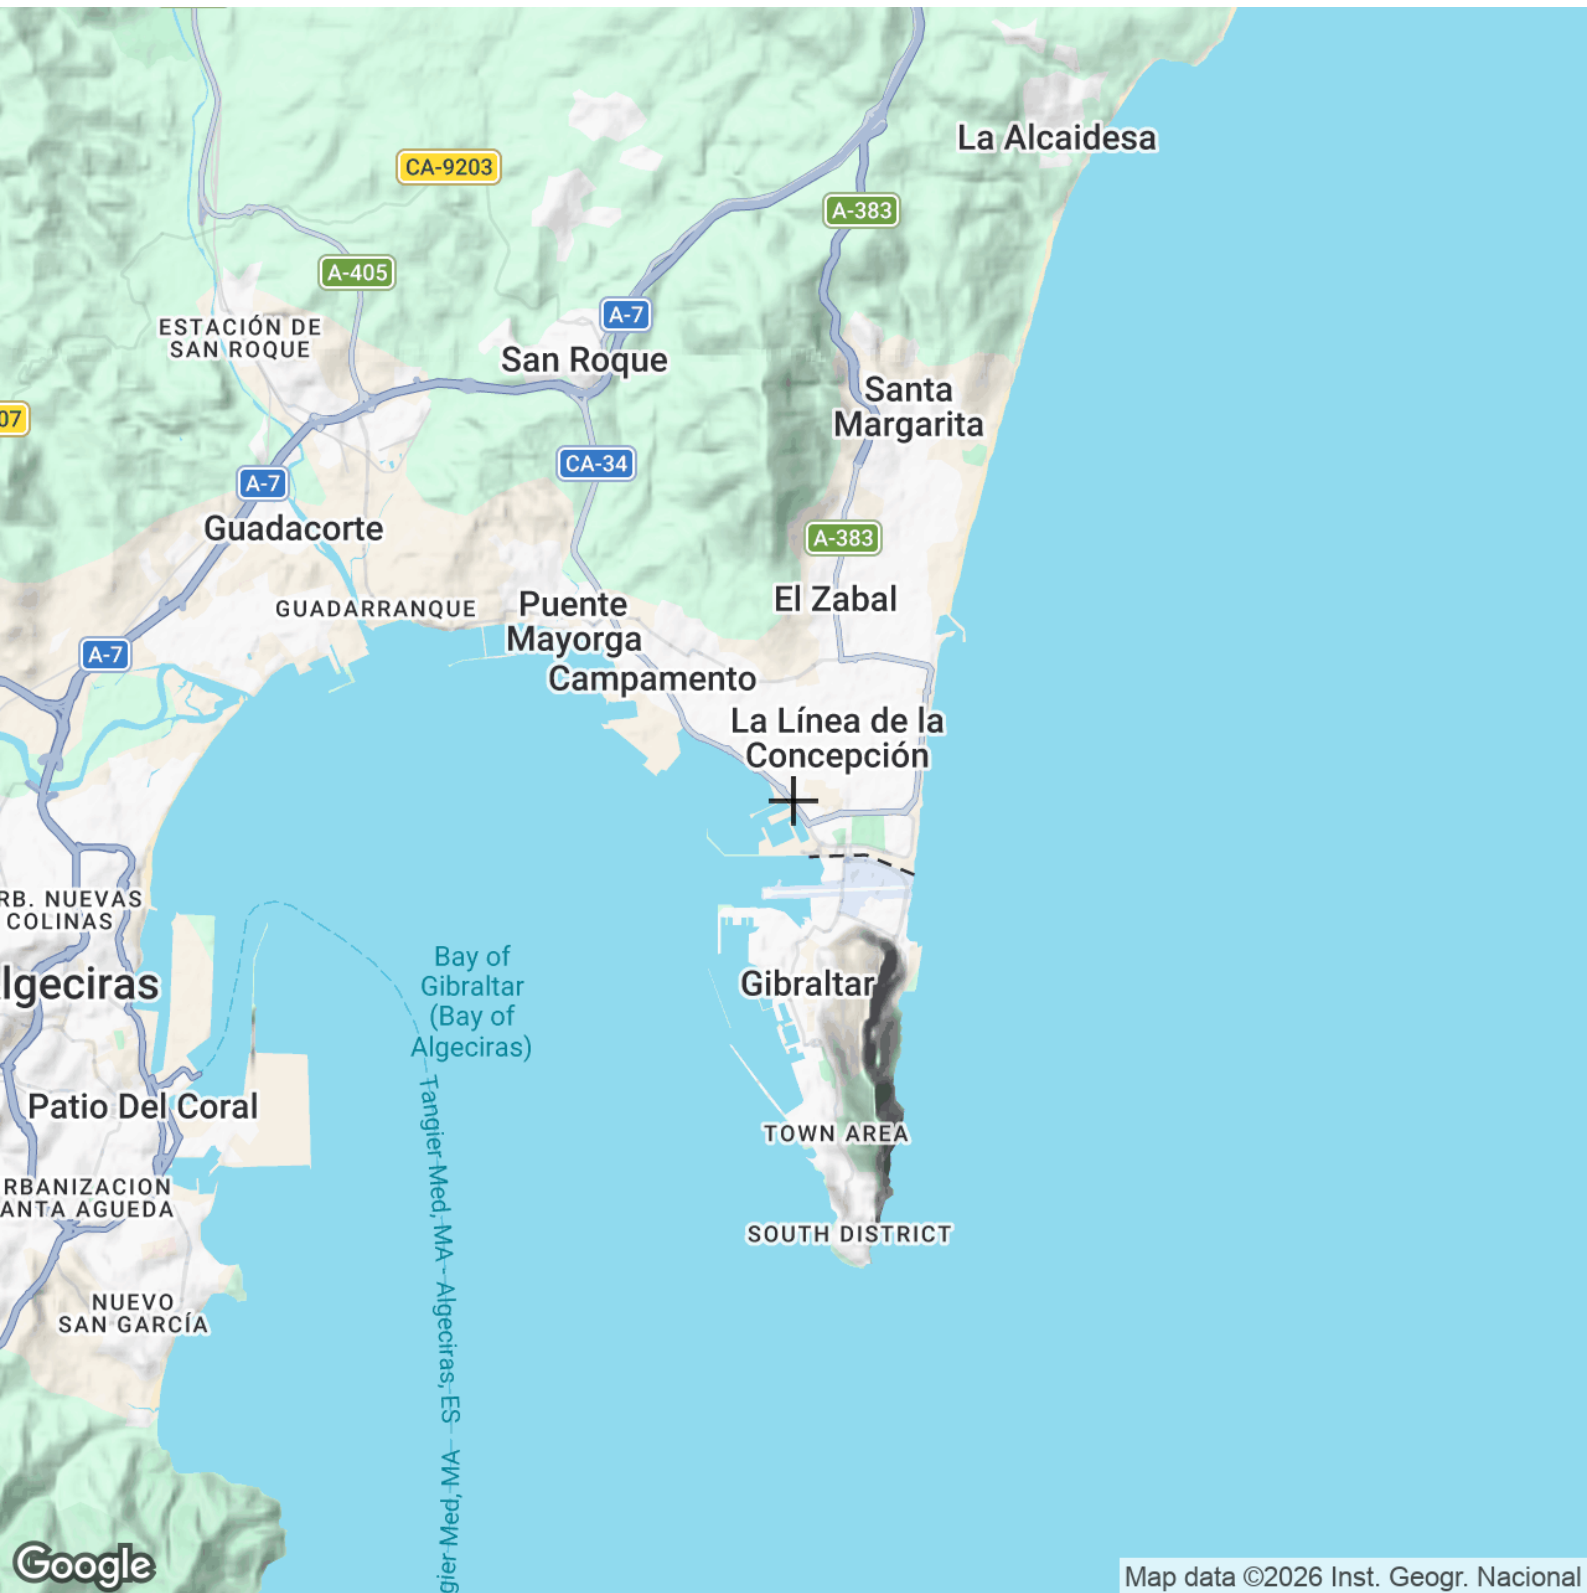 La Alcaidesa
CA-9203
A-383
A-405
A-7
ESTACIÓN DE
SAN ROQUE
San Roque
Santa
Margarita
07
CA-34
A-7
Guadacorte
A-383
El Zabal
GUADARRANQUE
Puente
Mayorga
A-7
Campamento
La Línea de la
Concepción
RB. NUEVAS
COLINAS
Bay of
Gibraltar
(Bay of
Algeciras)
lgeciras
Gibraltar
Tangier Med, MA - Algeciras, ES
Patio Del Coral
TOWN AREA
RBANIZACION
ANTA AGUEDA
SOUTH DISTRICT
NUEVO
SAN GARCÍA
gier Med, MA
Google
Map data ©2026 Inst. Geogr. Nacional